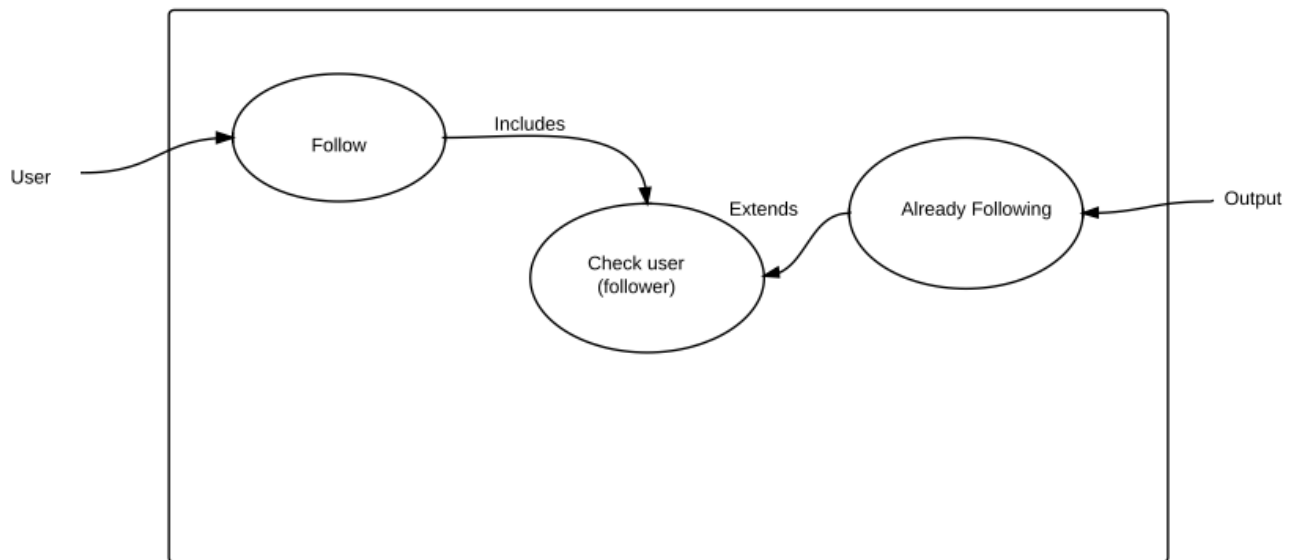 User
Follow
Includes
Check user
(follower)
Extends
Already Following
Output